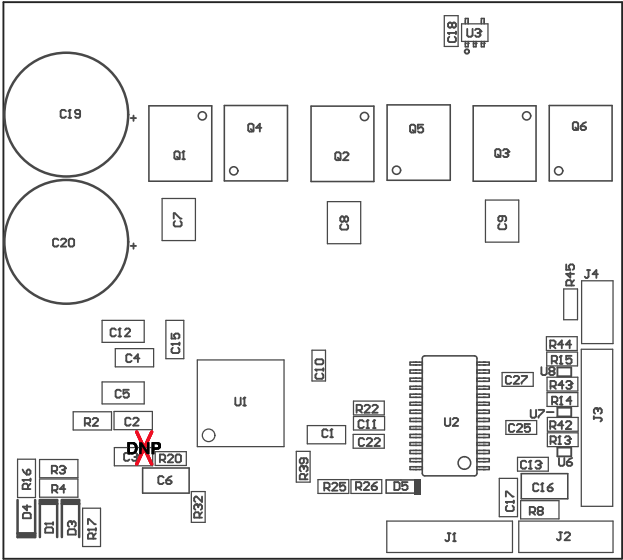 C18
U3
C19
+
Q1
Q4
Q2
Q5
Q3
Q6
C7
C8
C9
C20
+
R45
J4
C12
C15
C4
C10
R44
R15
U8
C27
R43
C5
U1
R14
R22
U7
J3
R2
C2
C11
U2
C25
R42
C1
R13
DNP
C22
C3
R20
U6
R16
R3
R39
C13
R4
C6
R25
R26
D5
C17
C16
D4
D1
D3
R17
R32
R8
J1
J2